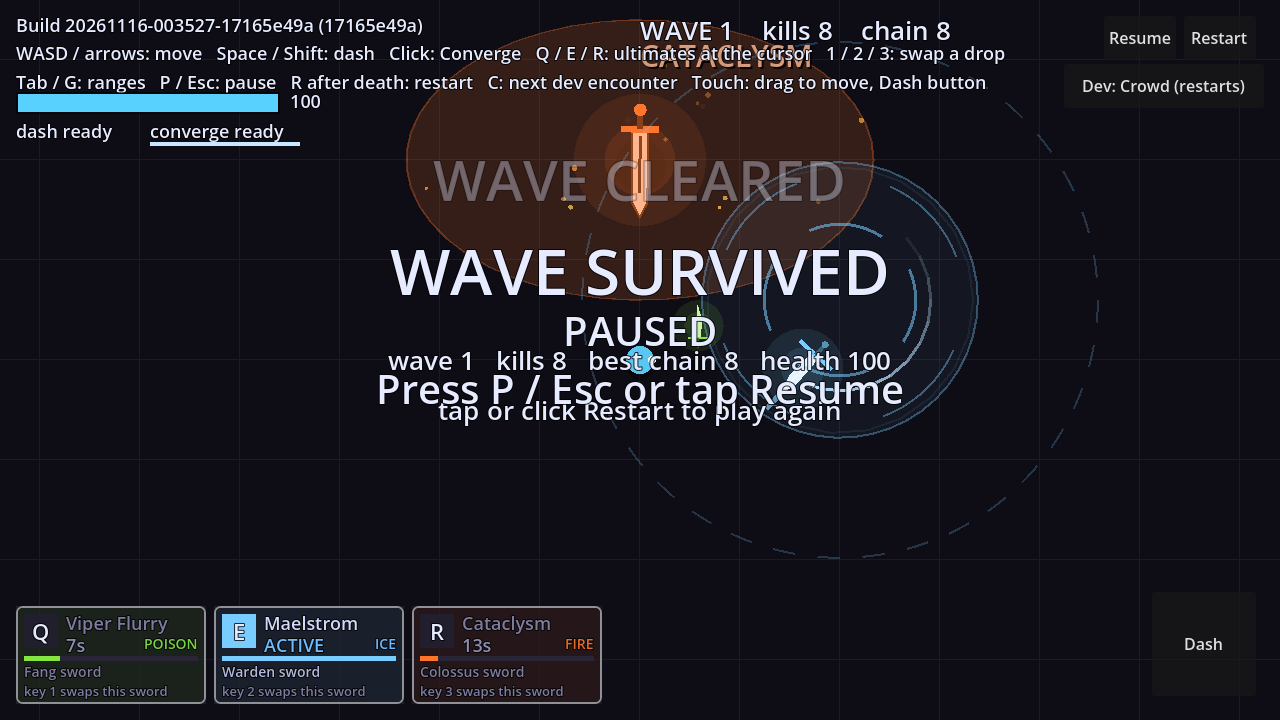 Build 20261116-003527-17165e49a (17165e49a)
WAVE 1 kills 8 chain 8
WASD / arrows: move Space / Shift: dash Click: Converge Q / E / R: ultimates at the cursor 1 / 2 / 3: swap a drop
CATACLYSM
Tab / G: ranges P / Esc: pause R after death: restart C: next dev encounter Touch: drag to move, Dash button
100
dash ready converge ready
Resume Restart
Dev: Crowd (restarts)
WAVE CLEARED
WAVE SURVIVED
PAUSED
wave 1 kills 8 best chain 8 health 100
Press P / Esc or tap Resume
tap or click Restart to play again
Q Viper Flurry
7s POISON
Fang sword
key 1 swaps this sword
E Maelstrom
ACTIVE ICE
Warden sword
key 2 swaps this sword
R Cataclysm
13s FIRE
Colossus sword
key 3 swaps this sword
Dash